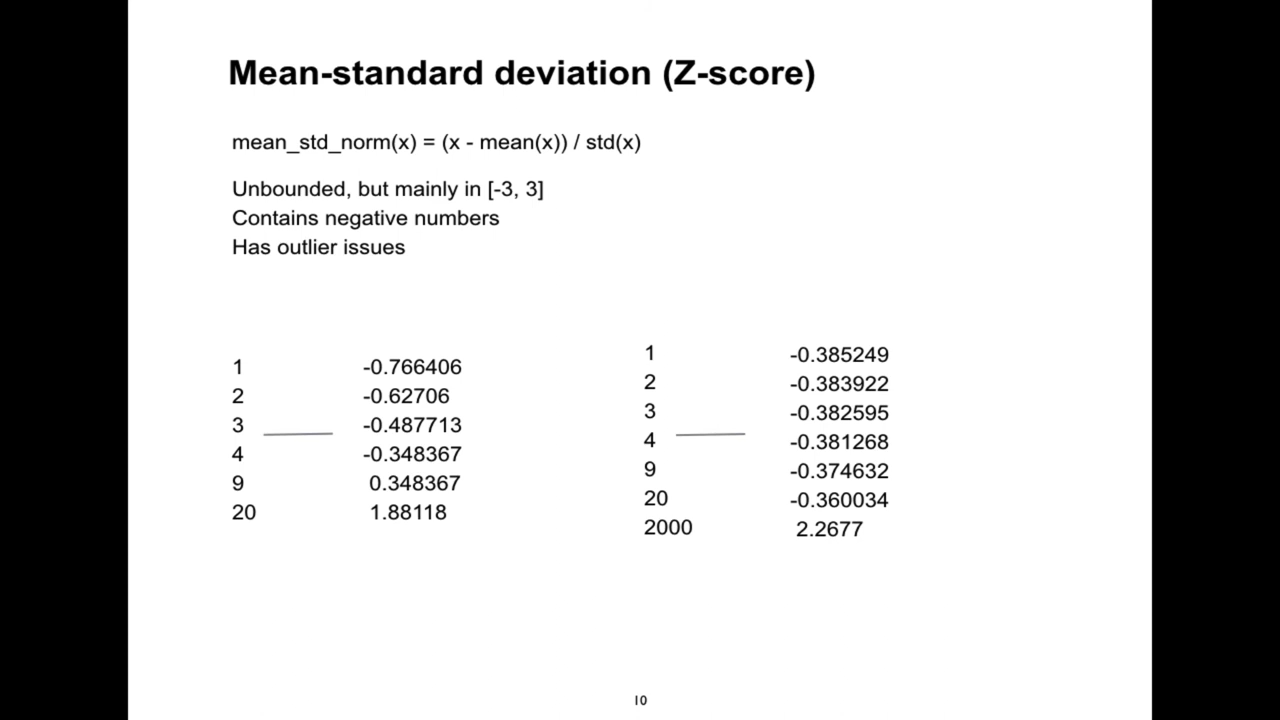 Mean-standard deviation (Z-score)
mean_std_norm(x) = (x - mean(x)) / std(x)
Unbounded, but mainly in [-3, 3]
Contains negative numbers
Has outlier issues
1 -0.766406
2 -0.62706
3 -0.487713
4 -0.348367
9 0.348367
20 1.88118
1 -0.385249
2 -0.383922
3 -0.382595
4 -0.381268
9 -0.374632
20 -0.360034
2000 2.2677
10